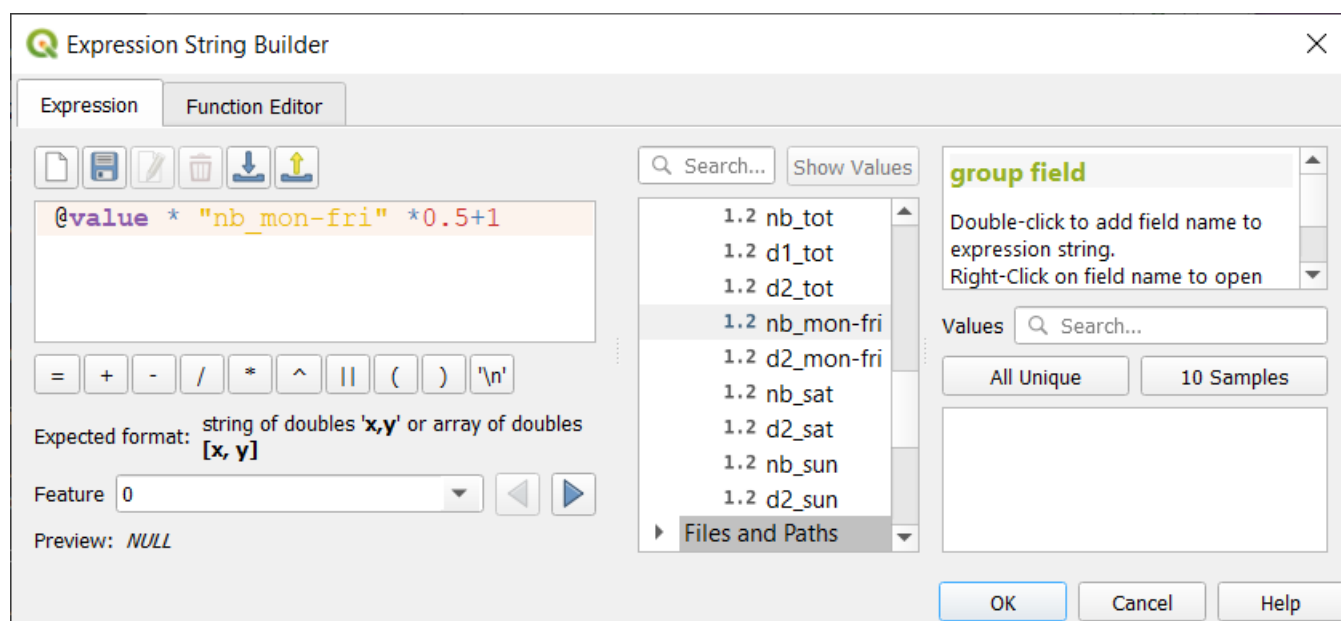 Expression String Builder
Expression
Function Editor
@value * "nb_mon-fri" *0.5+1
= + - / * ^ || ( ) '\n'
Expected format: string of doubles 'x,y' or array of doubles
[x, y]
Feature 0
Preview: NULL
Search... Show Values
1.2 nb_tot
1.2 d1_tot
1.2 d2_tot
1.2 nb_mon-fri
1.2 d2_mon-fri
1.2 nb_sat
1.2 d2_sat
1.2 nb_sun
1.2 d2_sun
Files and Paths
group field
Double-click to add field name to
expression string.
Right-Click on field name to open
Values Search...
All Unique 10 Samples
OK Cancel Help